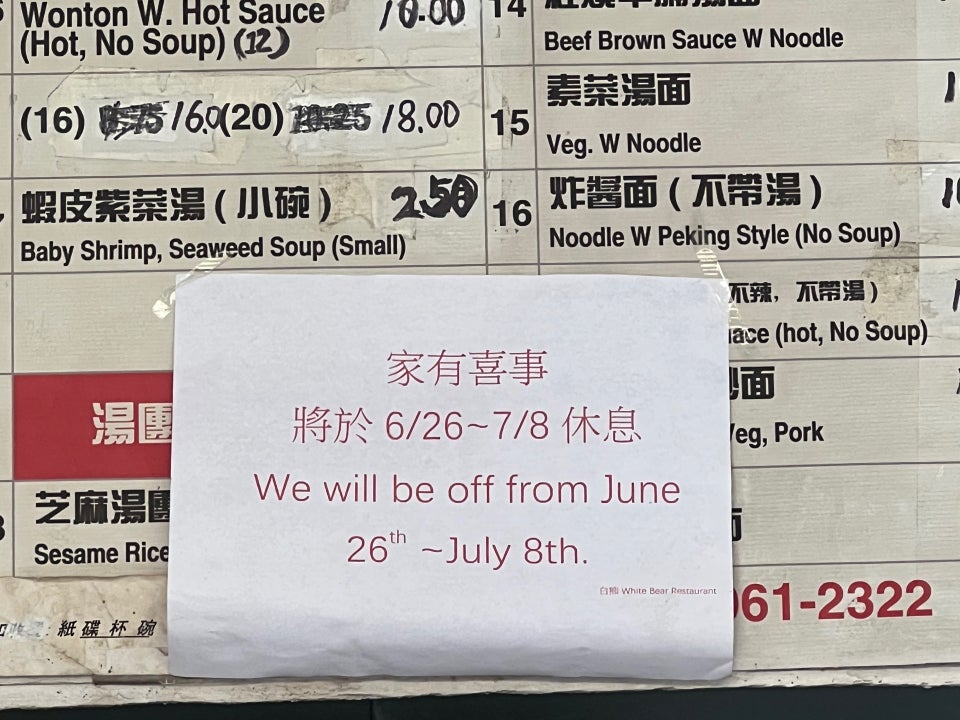 Wonton W. Hot Sauce 10.00
(Hot, No Soup) (12)
(16) 16.0 (20) 18.00
蝦皮紫菜湯 ( 小碗 ) 2.50
Baby Shrimp, Seaweed Soup (Small)
湯團
芝麻湯團
Sesame Rice
紙 碟 杯 碗
14
Beef Brown Sauce W Noodle
15 素菜湯面
Veg. W Noodle
16 炸醬面 ( 不帶湯 )
Noodle W Peking Style (No Soup)
不辣, 不帶湯 )
(hot, No Soup)
面
Veg, Pork
61-2322
家有喜事
將於 6/26~7/8 休息
We will be off from June
26th ~July 8th.
白熊 White Bear Restaurant